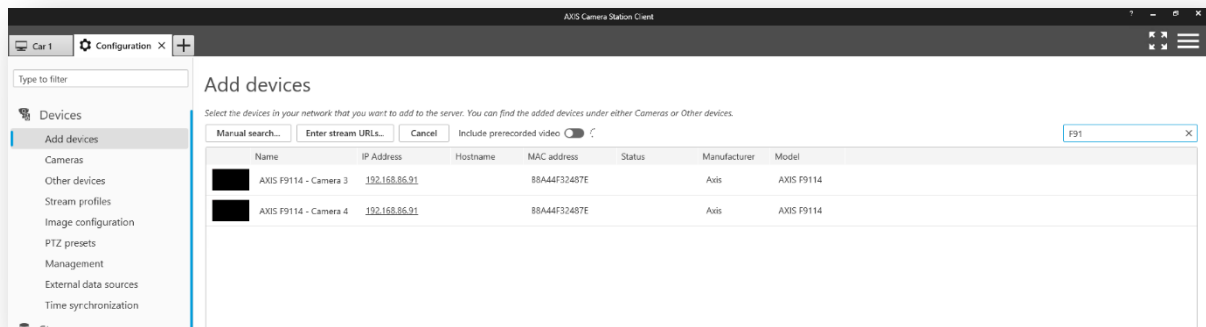 AXIS Camera Station Client
Car 1
Configuration
Type to filter
Devices
Add devices
Cameras
Other devices
Stream profiles
Image configuration
PTZ presets
Management
External data sources
Time synchronization
Add devices
Select the devices in your network that you want to add to the server. You can find the added devices under either Cameras or Other devices.
Manual search... Enter stream URLs... Cancel Include prerecorded video F91
Name IP Address Hostname MAC address Status Manufacturer Model
AXIS F9114 - Camera 3 192.168.86.91 B8A44F32487E Axis AXIS F9114
AXIS F9114 - Camera 4 192.168.86.91 B8A44F32487E Axis AXIS F9114